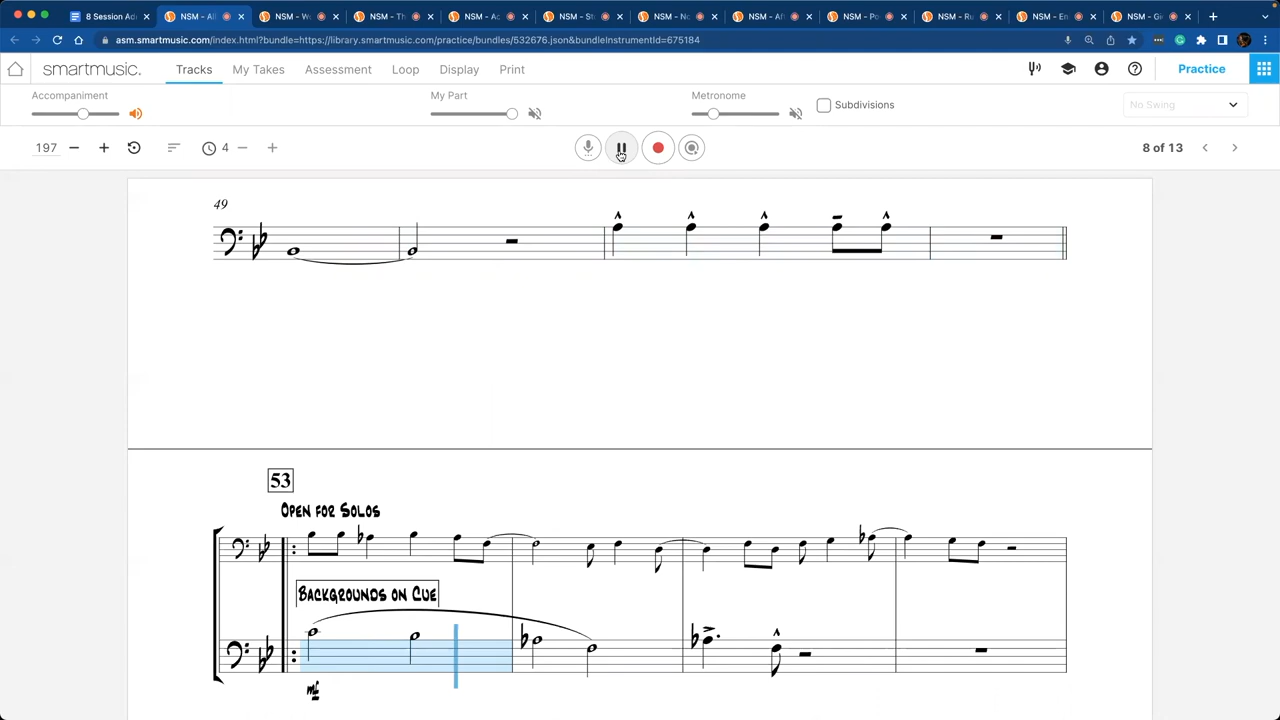 8 Session Ad
NSM - Al
NSM - W
NSM - Th
NSM - Ac
NSM - St
NSM - No
NSM - Aft
NSM - Po
NSM - Ru
NSM - En
NSM - Gi
asm.smartmusic.com/index.html?bundle=https://library.smartmusic.com/practice/bundles/532676.json&bundleInstrumentId=675184
smartmusic.
Tracks
My Takes
Assessment
Loop
Display
Print
Practice
Accompaniment
My Part
Metronome
Subdivisions
No Swing
197
4
8 of 13
49
53
Open for Solos
Backgrounds on Cue
mf